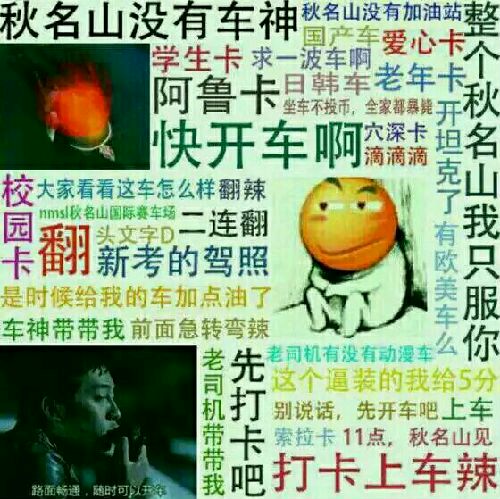 秋名山没有车神
秋名山没有加油站
整个秋名山我只服你
国产车
爱心卡
学生卡
求一波车啊
阿鲁卡
日韩车
老年卡
坐车不投币，全家都暴毙
开坦克了
快开车啊
穴深卡
滴滴滴
校园卡
大家看看这车怎么样
翻辣
nmsl秋名山国际赛车场
二连翻
头文字D
翻
新考的驾照
有欧美车么
是时候给我的车加点油了
车神带带我
前面急转弯辣
老司机带带我
先打卡吧
老司机有没有动漫车
这个逼装的我给5分
别说话，先开车吧
上车
索拉卡
11点，秋名山见
打卡上车辣
路面畅通，随时可以开车